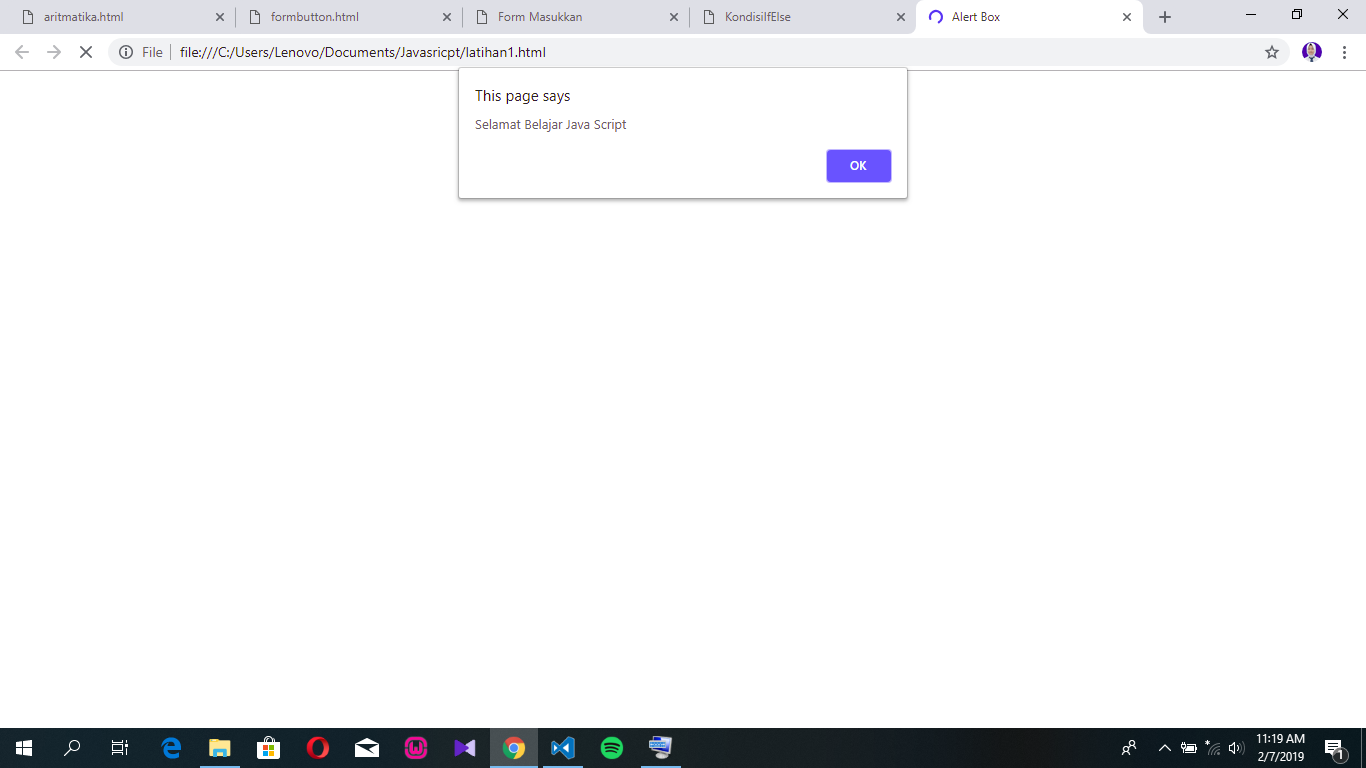 aritmatika.html
formbutton.html
Form Masukkan
KondisiIfElse
Alert Box
File
file:///C:/Users/Lenovo/Documents/Javasricpt/latihan1.html
This page says
Selamat Belajar Java Script
OK
11:19 AM
2/7/2019
1